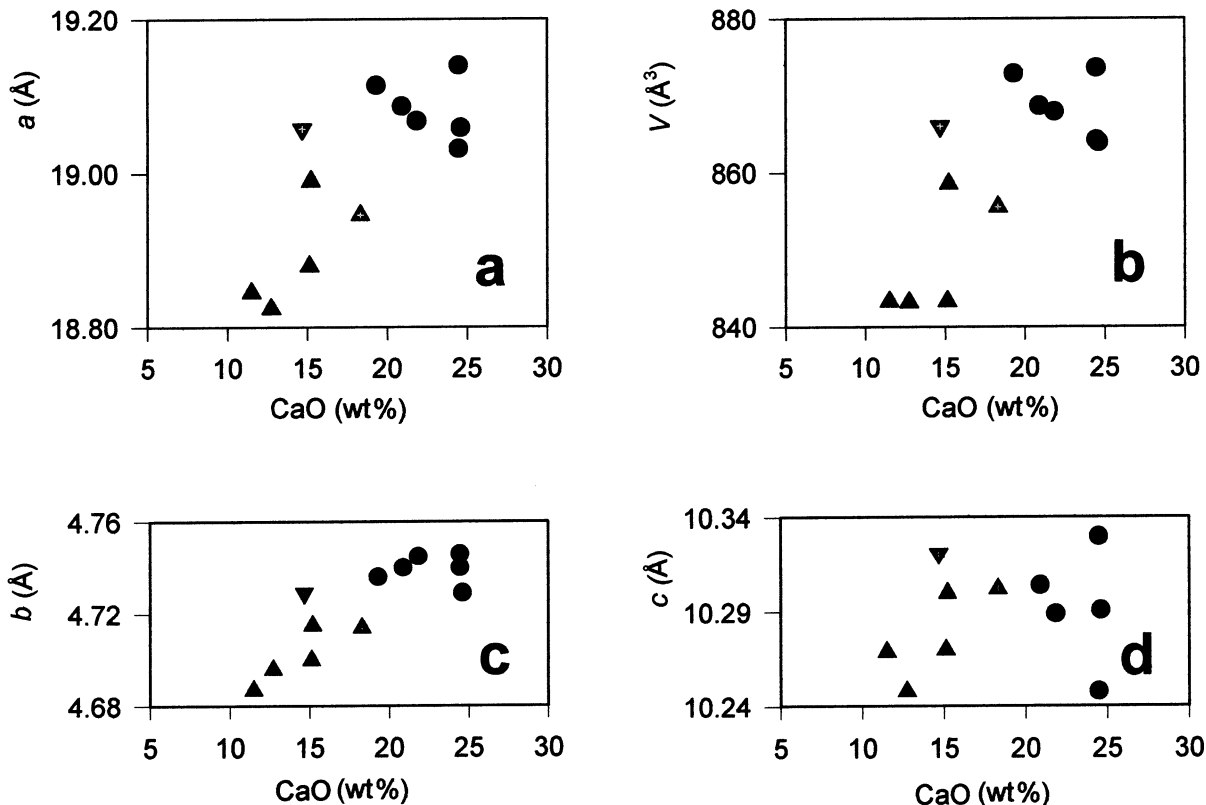 19.20
19.00
18.80
a (Å)
a
5 10 15 20 25 30
CaO (wt%)
880
860
840
V (Å³)
b
5 10 15 20 25 30
CaO (wt%)
4.76
4.72
4.68
b (Å)
c
5 10 15 20 25 30
CaO (wt%)
10.34
10.29
10.24
c (Å)
d
5 10 15 20 25 30
CaO (wt%)